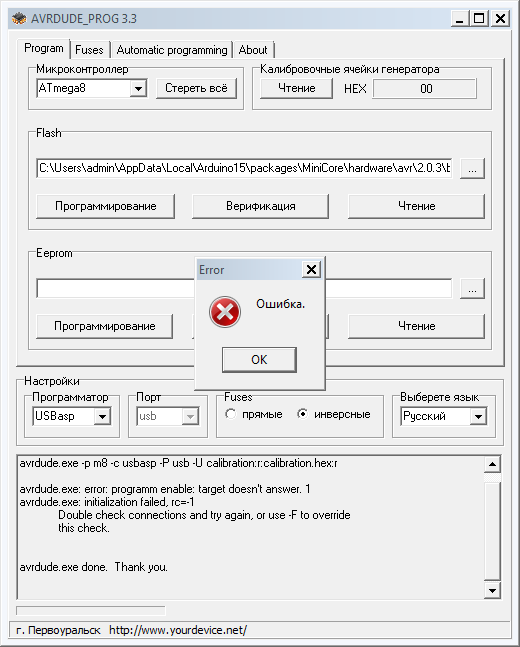 AVRDUDE_PROG 3.3
Program Fuses Automatic programming About
Микроконтроллер
ATmega8 Стереть всё
Калибровочные ячейки генератора
Чтение HEX 00
Flash
C:\Users\admin\AppData\Local\Arduino15\packages\MiniCore\hardware\avr\2.0.3\b
...
Программирование Верификация Чтение
Eeprom
...
Программирование Чтение
Error
Ошибка.
OK
Настройки
Программатор
USBasp
Порт
usb
Fuses
прямые инверсные
Выберете язык
Русский
avrdude.exe -p m8 -c usbasp -P usb -U calibration:r:calibration.hex:r
avrdude.exe: error: programm enable: target doesn't answer. 1
avrdude.exe: initialization failed, rc=-1
Double check connections and try again, or use -F to override
this check.
avrdude.exe done. Thank you.
г. Первоуральск http://www.yourdevice.net/